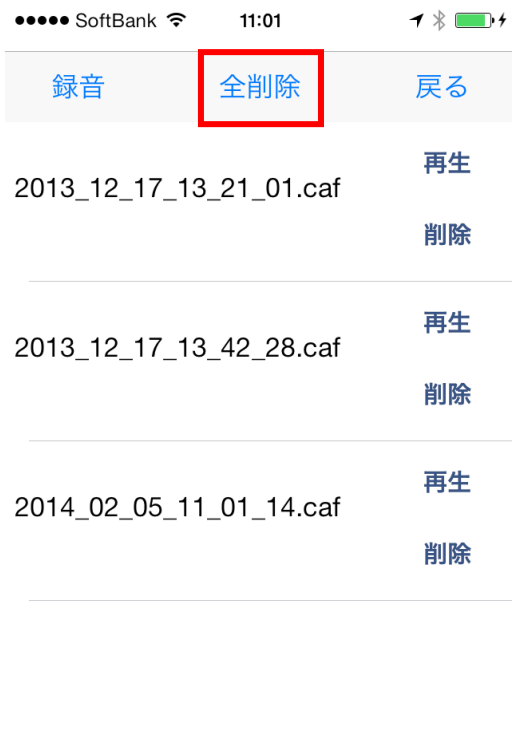 ●●●●● SoftBank 11:01
録音 全削除 戻る
再生
2013_12_17_13_21_01.caf
削除
再生
2013_12_17_13_42_28.caf
削除
再生
2014_02_05_11_01_14.caf
削除